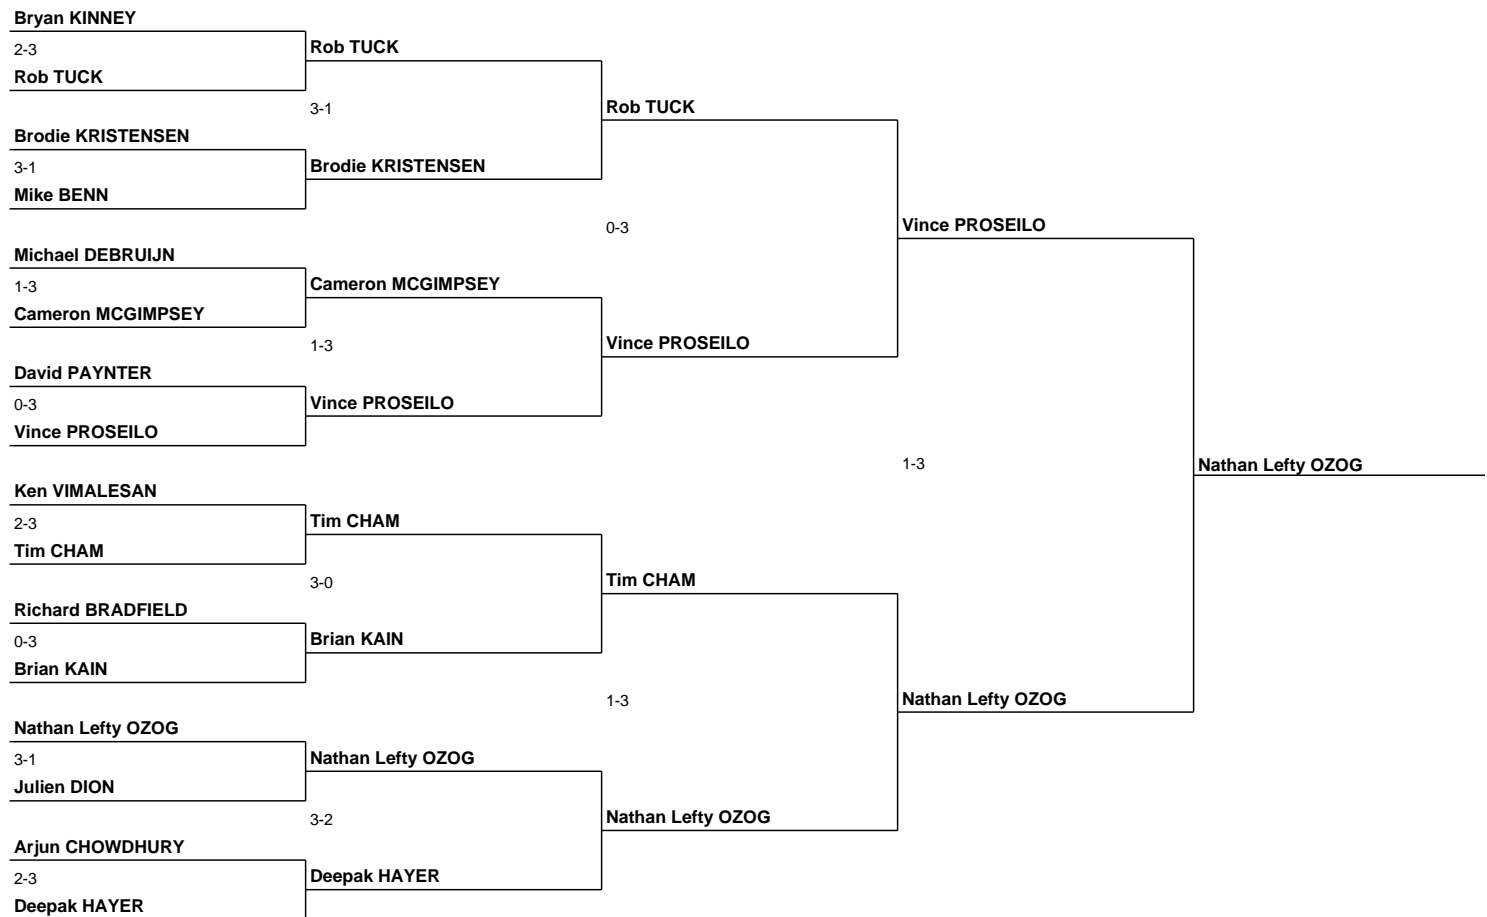 Bryan KINNEY
2-3
Rob TUCK
Brodie KRISTENSEN
3-1
Mike BENN
Michael DEBRUIJN
1-3
Cameron MCGIMPSEY
David PAYNTER
0-3
Vince PROSEILO
Ken VIMALESAN
2-3
Tim CHAM
Richard BRADFIELD
0-3
Brian KAIN
Nathan Lefty OZOG
3-1
Julien DION
Arjun CHOWDHURY
2-3
Deepak HAYER
Rob TUCK
3-1
Brodie KRISTENSEN
Cameron MCGIMPSEY
1-3
Vince PROSEILO
Tim CHAM
3-0
Brian KAIN
Nathan Lefty OZOG
3-2
Deepak HAYER
Rob TUCK
0-3
Vince PROSEILO
Tim CHAM
1-3
Nathan Lefty OZOG
Vince PROSEILO
1-3
Nathan Lefty OZOG
Nathan Lefty OZOG